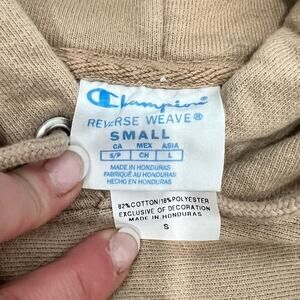 Champion
REVERSE WEAVE®
SMALL
CA MEX ASIA
S/P CH L
MADE IN HONDURAS
FABRIQUÉ AU HONDURAS
HECHO EN HONDURAS
82%COTTON/18%POLYESTER
EXCLUSIVE OF DECORATION
MADE IN HONDURAS
S